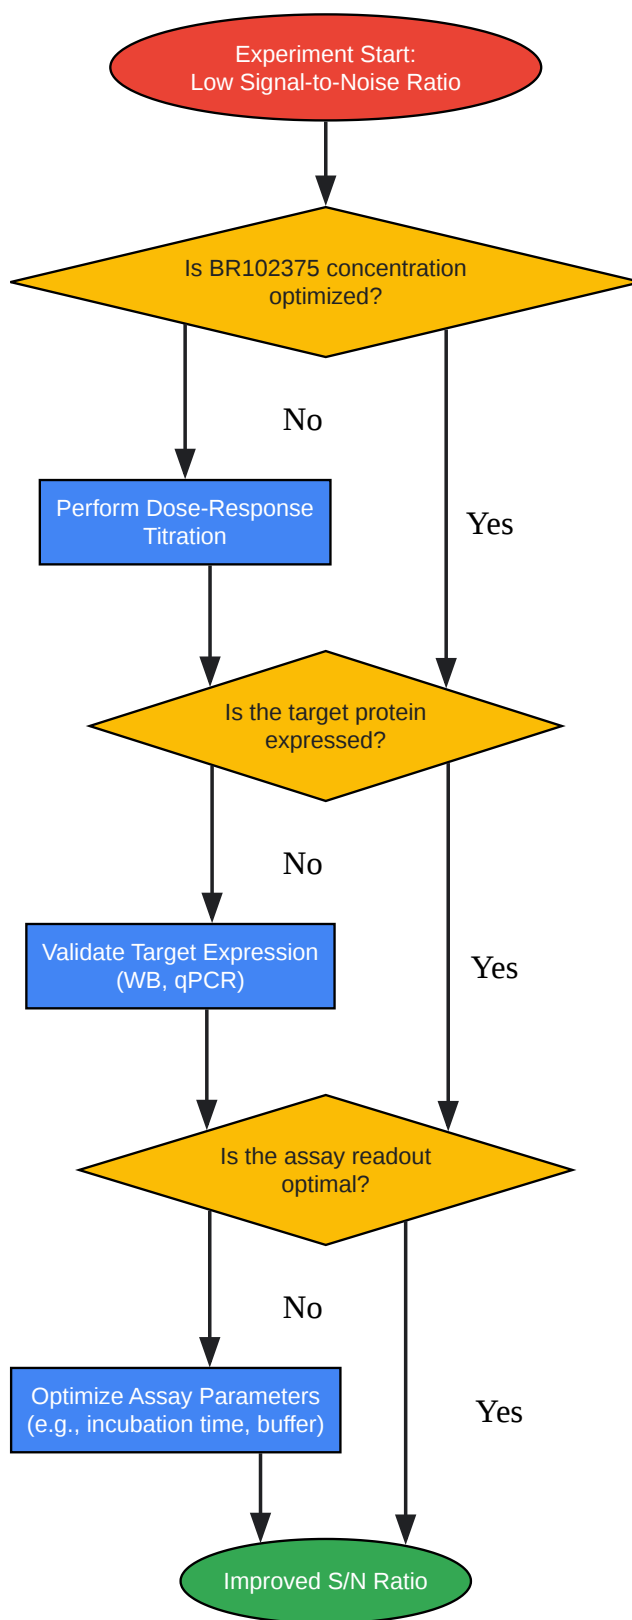 Experiment Start:
Low Signal-to-Noise Ratio
Is BR102375 concentration
optimized?
No
Perform Dose-Response
Titration
Yes
Is the target protein
expressed?
No
Validate Target Expression
(WB, qPCR)
Yes
Is the assay readout
optimal?
No
Optimize Assay Parameters
(e.g., incubation time, buffer)
Yes
Improved S/N Ratio